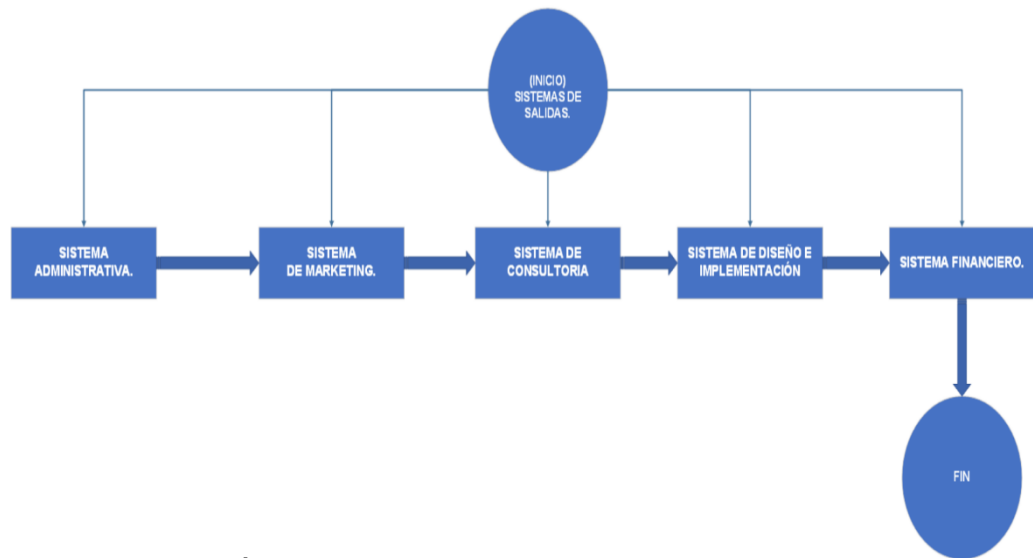 (INICIO)
SISTEMAS DE
SALIDAS.
SISTEMA
ADMINISTRATIVA.
SISTEMA
DE MARKETING.
SISTEMA DE
CONSULTORIA
SISTEMA DE DISEÑO E
IMPLEMENTACIÓN
SISTEMA FINANCIERO.
FIN